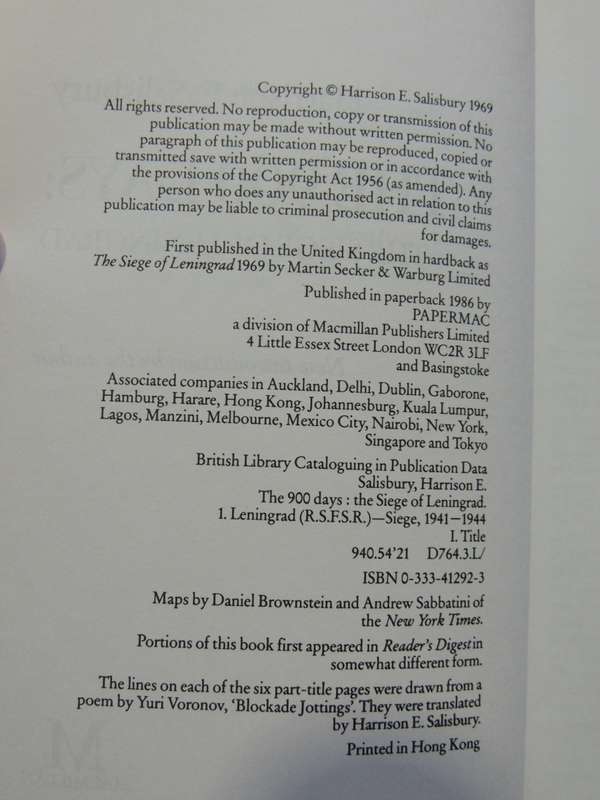 Copyright © Harrison E. Salisbury 1969
All rights reserved. No reproduction, copy or transmission of this
publication may be made without written permission. No
paragraph of this publication may be reproduced, copied or
transmitted save with written permission or in accordance with
the provisions of the Copyright Act 1956 (as amended). Any
person who does any unauthorised act in relation to this
publication may be liable to criminal prosecution and civil claims
for damages.
First published in the United Kingdom in hardback as
The Siege of Leningrad 1969 by Martin Secker & Warburg Limited
Published in paperback 1986 by
PAPERMAC
a division of Macmillan Publishers Limited
4 Little Essex Street London WC2R 3LF
and Basingstoke
Associated companies in Auckland, Delhi, Dublin, Gaborone,
Hamburg, Harare, Hong Kong, Johannesburg, Kuala Lumpur,
Lagos, Manzini, Melbourne, Mexico City, Nairobi, New York,
Singapore and Tokyo
British Library Cataloguing in Publication Data
Salisbury, Harrison E.
The 900 days : the Siege of Leningrad.
1. Leningrad (R.S.F.S.R.)—Siege, 1941–1944
I. Title
940.54'21 D764.3.L/
ISBN 0-333-41292-3
Maps by Daniel Brownstein and Andrew Sabbatini of
the New York Times.
Portions of this book first appeared in Reader's Digest in
somewhat different form.
The lines on each of the six part-title pages were drawn from a
poem by Yuri Voronov, 'Blockade Jottings'. They were translated
by Harrison E. Salisbury.
Printed in Hong Kong